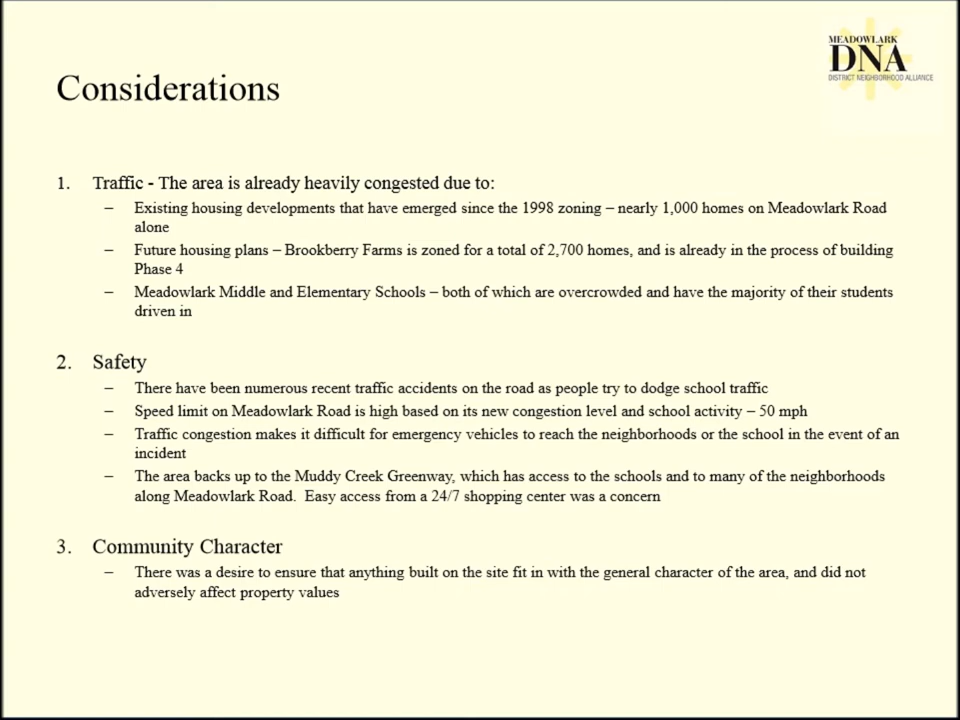 MEADOWLARK
DNA
DISTRICT NEIGHBORHOOD ALLIANCE
Considerations
1. Traffic - The area is already heavily congested due to:
– Existing housing developments that have emerged since the 1998 zoning – nearly 1,000 homes on Meadowlark Road
alone
– Future housing plans – Brookberry Farms is zoned for a total of 2,700 homes, and is already in the process of building
Phase 4
– Meadowlark Middle and Elementary Schools – both of which are overcrowded and have the majority of their students
driven in
2. Safety
– There have been numerous recent traffic accidents on the road as people try to dodge school traffic
– Speed limit on Meadowlark Road is high based on its new congestion level and school activity – 50 mph
– Traffic congestion makes it difficult for emergency vehicles to reach the neighborhoods or the school in the event of an
incident
– The area backs up to the Muddy Creek Greenway, which has access to the schools and to many of the neighborhoods
along Meadowlark Road. Easy access from a 24/7 shopping center was a concern
3. Community Character
– There was a desire to ensure that anything built on the site fit in with the general character of the area, and did not
adversely affect property values